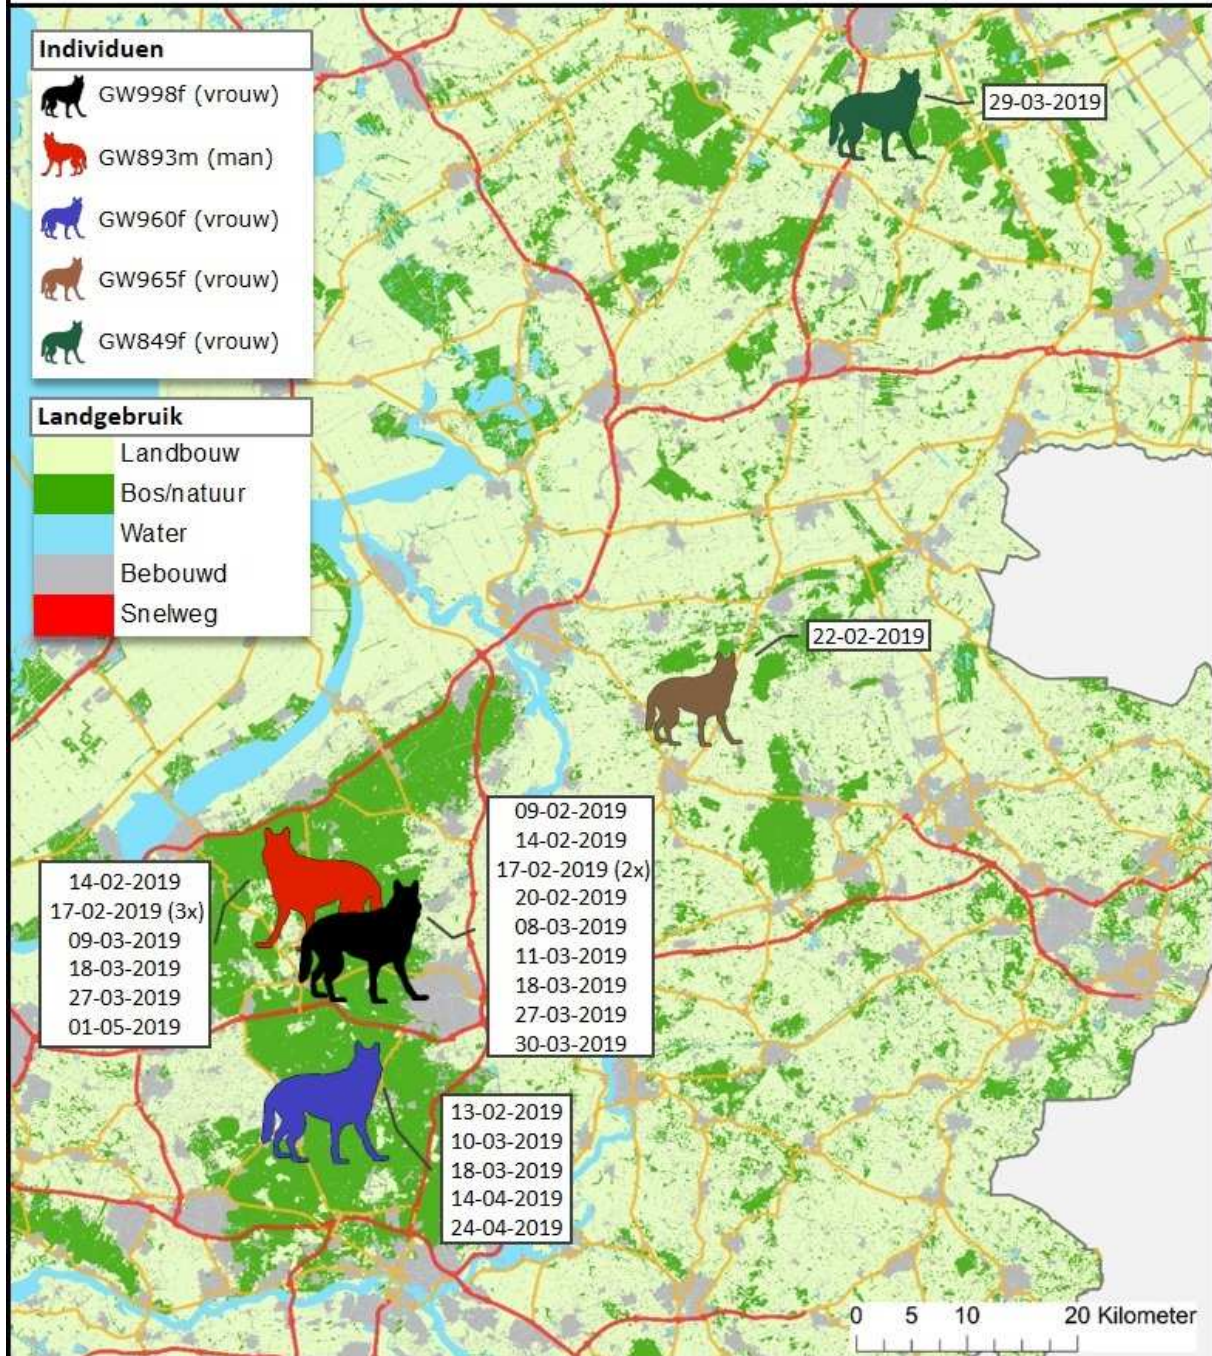 Individuen
GW998f (vrouw)
GW893m (man)
GW960f (vrouw)
GW965f (vrouw)
GW849f (vrouw)
Landgebruik
Landbouw
Bos/natuur
Water
Bebouwd
Snelweg
29-03-2019
22-02-2019
14-02-2019
17-02-2019 (3x)
09-03-2019
18-03-2019
27-03-2019
01-05-2019
09-02-2019
14-02-2019
17-02-2019 (2x)
20-02-2019
08-03-2019
11-03-2019
18-03-2019
27-03-2019
30-03-2019
13-02-2019
10-03-2019
18-03-2019
14-04-2019
24-04-2019
0 5 10 20 Kilometer